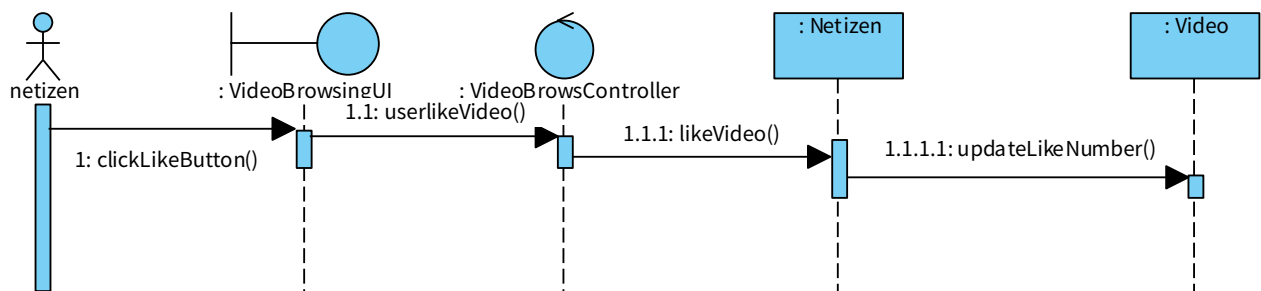 : Netizen
: Video
netizen
: VideoBrowsingUI
: VideoBrowsController
1.1: userlikeVideo()
1.1.1: likeVideo()
1: clickLikeButton()
1.1.1.1: updateLikeNumber()